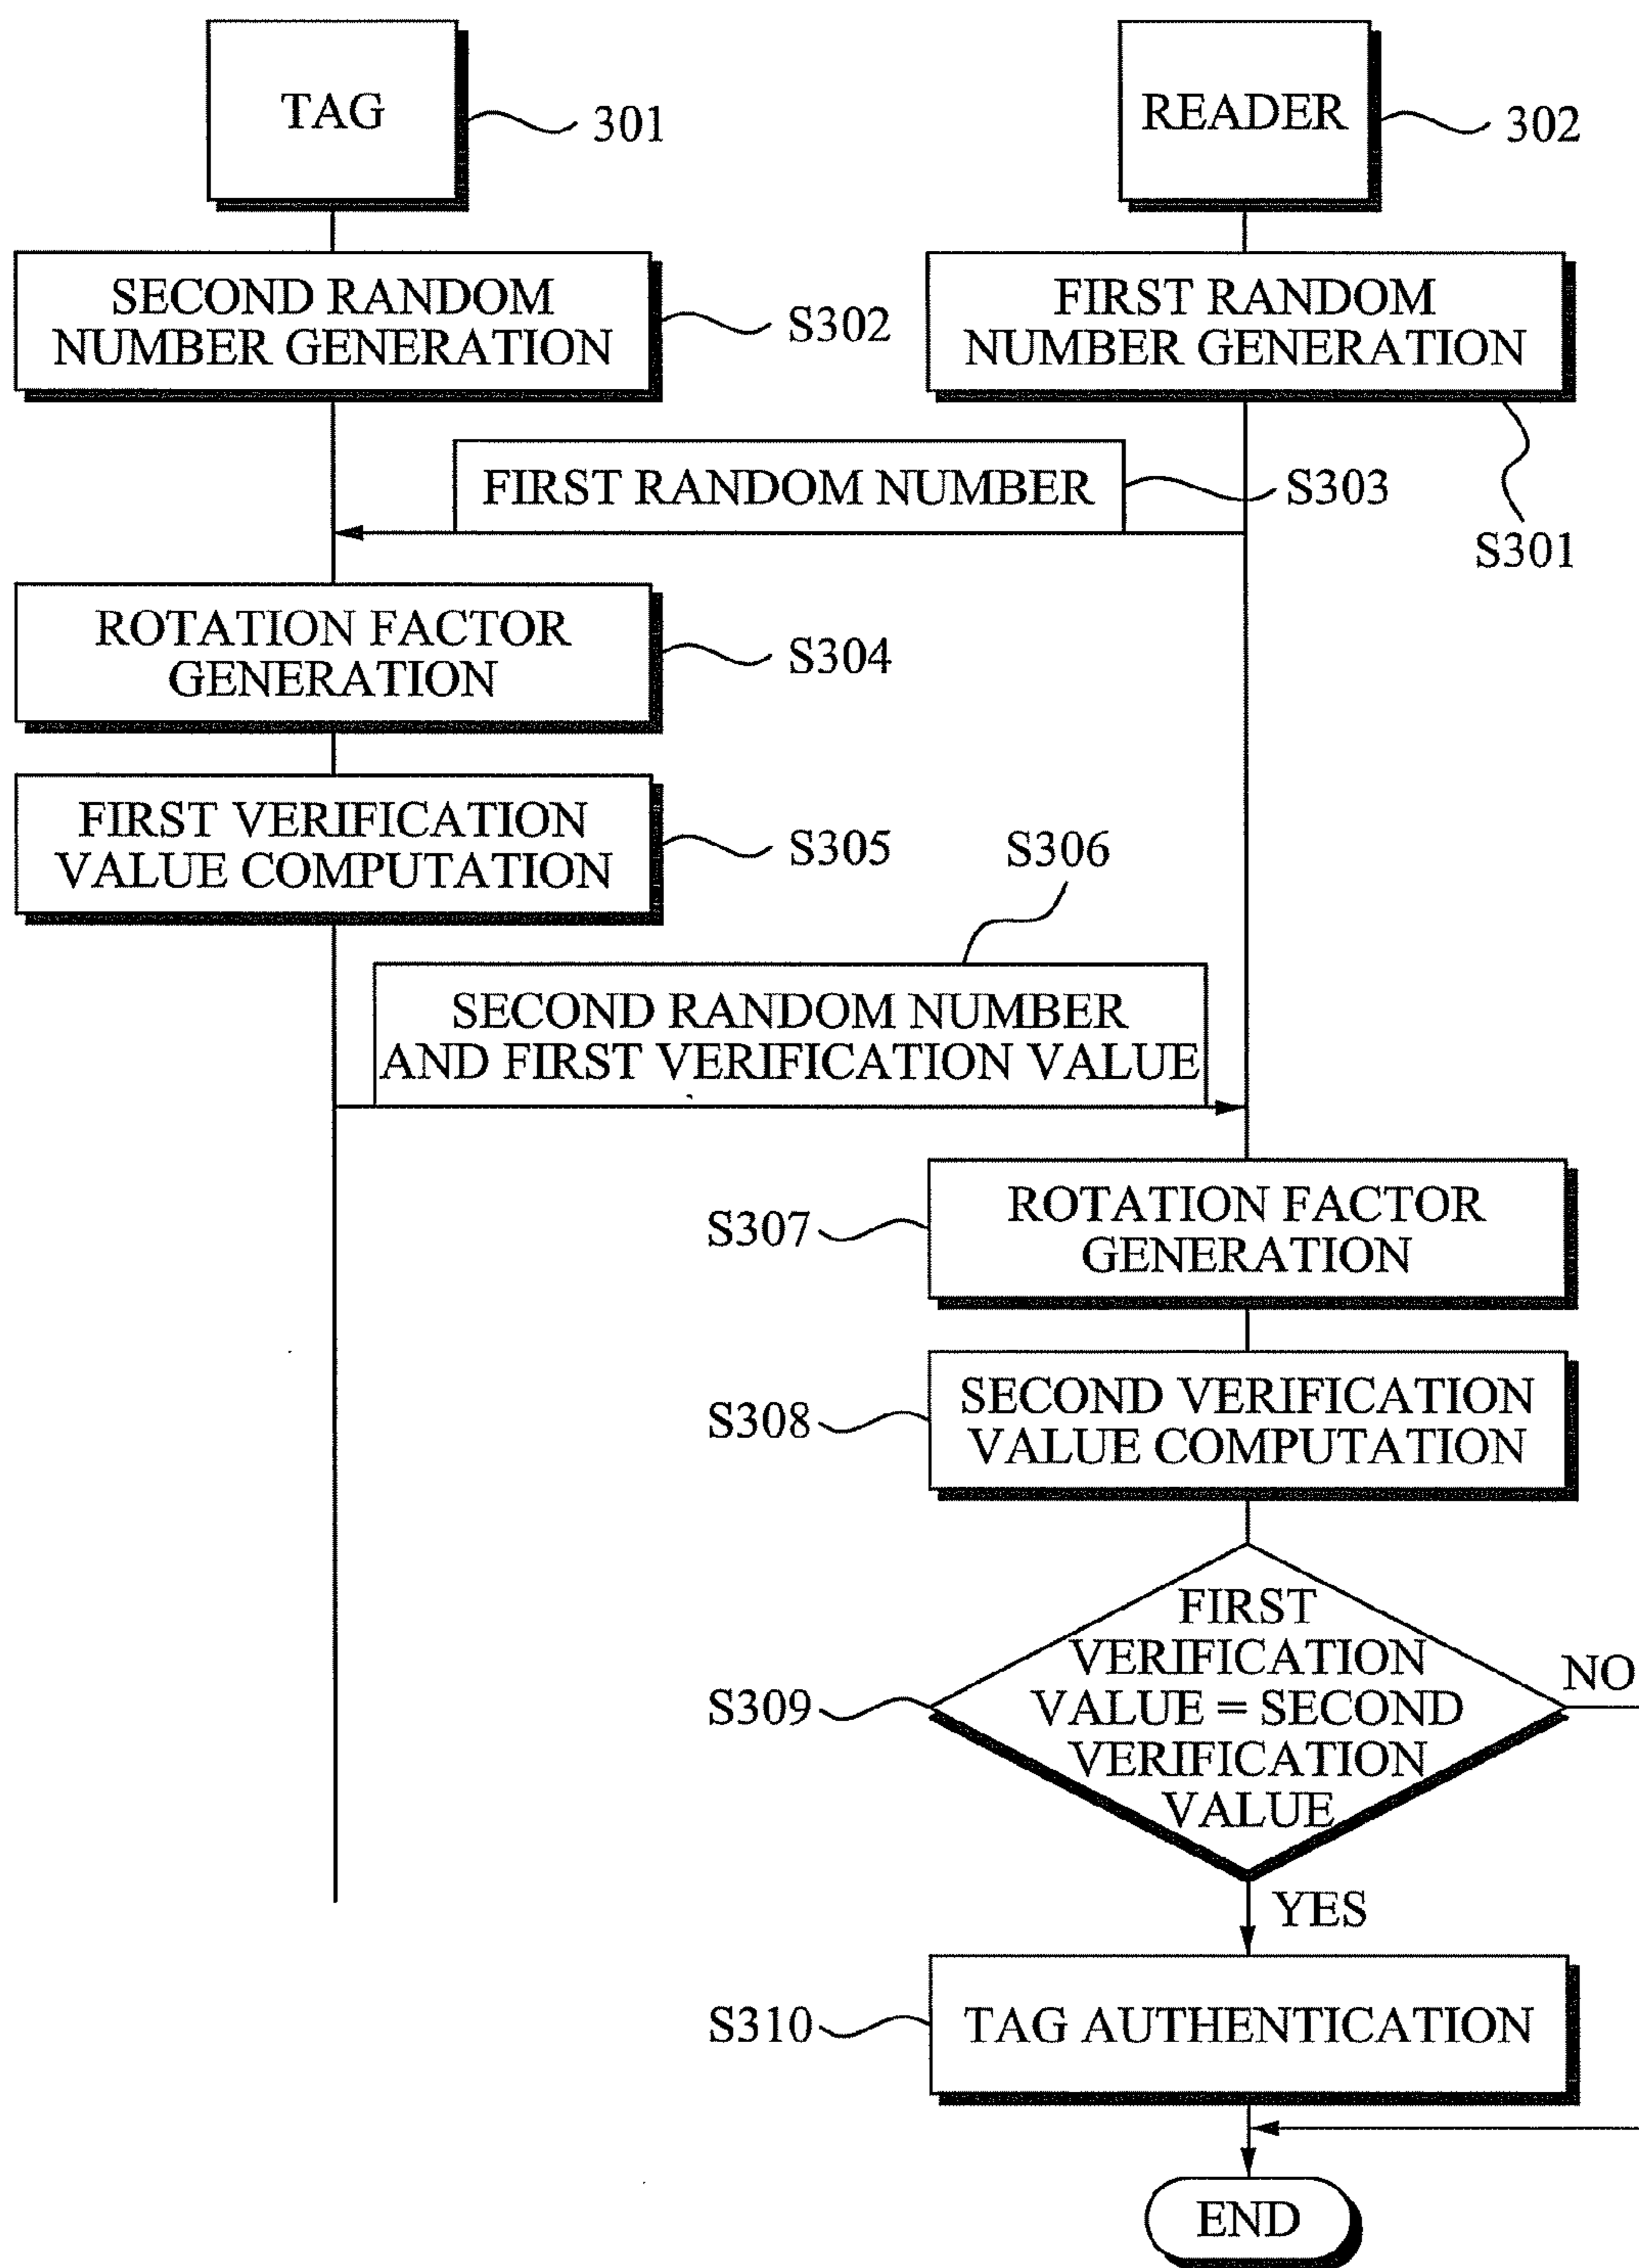 TAG
301
READER
302
SECOND RANDOM
NUMBER GENERATION
S302
FIRST RANDOM
NUMBER GENERATION
S301
FIRST RANDOM NUMBER
S303
ROTATION FACTOR
GENERATION
S304
FIRST VERIFICATION
VALUE COMPUTATION
S305
S306
SECOND RANDOM NUMBER
AND FIRST VERIFICATION VALUE
S307
ROTATION FACTOR
GENERATION
S308
SECOND VERIFICATION
VALUE COMPUTATION
S309
FIRST
VERIFICATION
VALUE = SECOND
VERIFICATION
VALUE
NO
YES
S310
TAG AUTHENTICATION
END